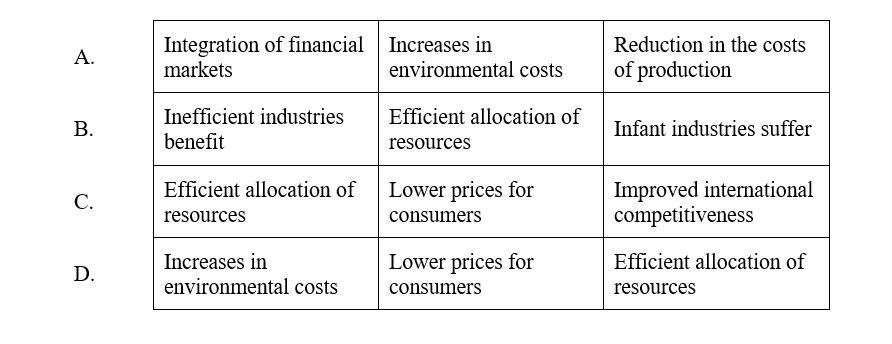 A. Integration of financial markets Increases in environmental costs Reduction in the costs of production
B. Inefficient industries benefit Efficient allocation of resources Infant industries suffer
C. Efficient allocation of resources Lower prices for consumers Improved international competitiveness
D. Increases in environmental costs Lower prices for consumers Efficient allocation of resources